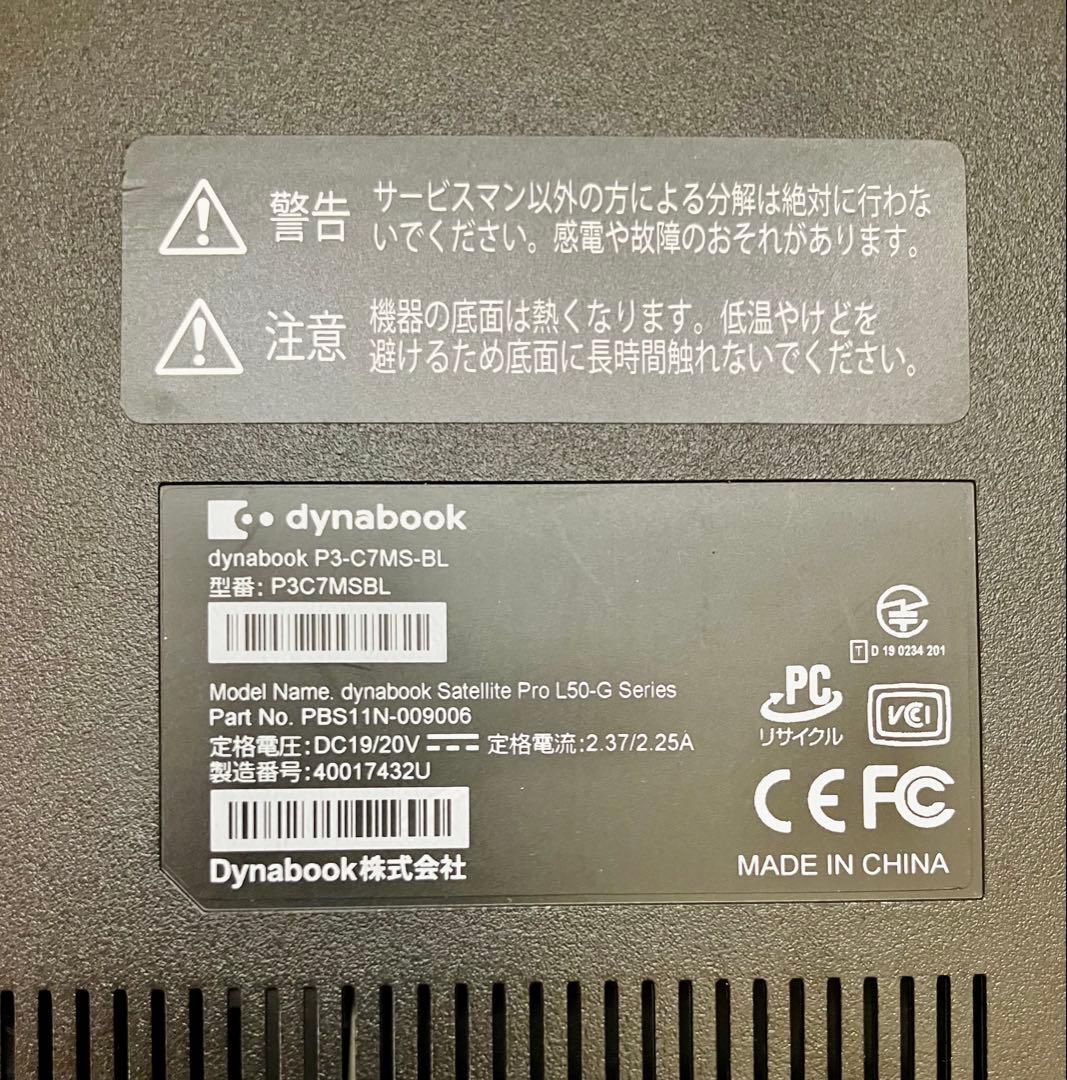 警告
サービスマン以外の方による分解は絶対に行わな
いでください。感電や故障のおそれがあります。
注意
機器の底面は熱くなります。低温やけどを
避けるため底面に長時間触れないでください。
dynabook
dynabook P3-C7MS-BL
型番: P3C7MSBL
T D 19 0234 201
Model Name. dynabook Satellite Pro L50-G Series
Part No. PBS11N-009006
定格電圧:DC19/20V 定格電流:2.37/2.25A
製造番号:40017432U
PC
リサイクル
VCI
CE FC
Dynabook株式会社
MADE IN CHINA